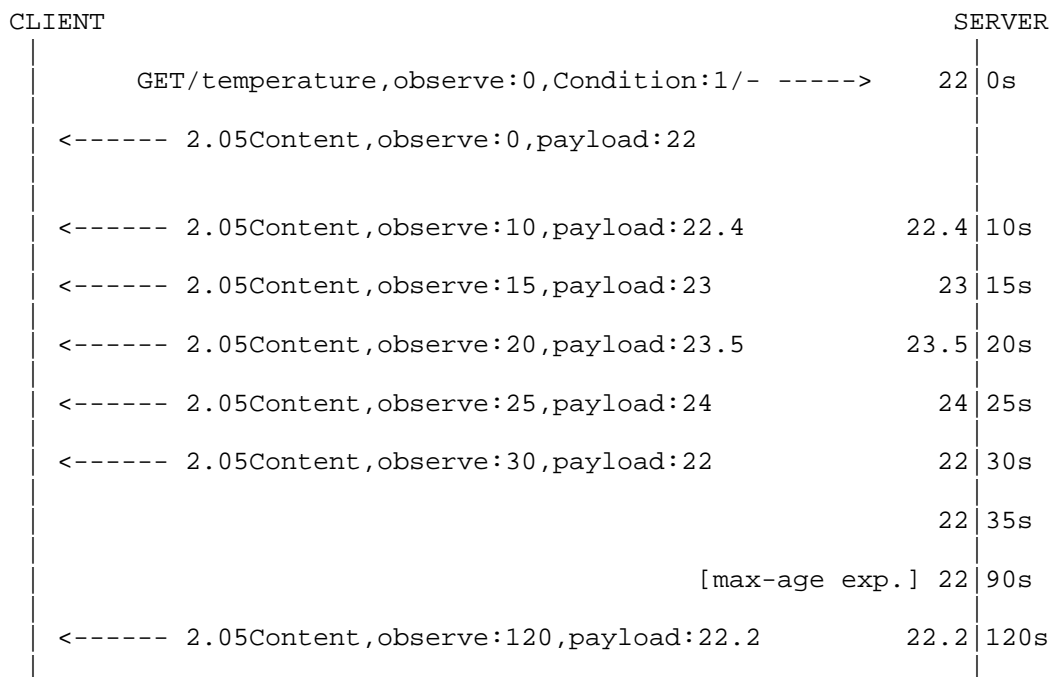 CLIENT SERVER
GET/temperature,observe:0,Condition:1/- -----> 22|0s
<------ 2.05Content,observe:0,payload:22
<------ 2.05Content,observe:10,payload:22.4 22.4|10s
<------ 2.05Content,observe:15,payload:23 23|15s
<------ 2.05Content,observe:20,payload:23.5 23.5|20s
<------ 2.05Content,observe:25,payload:24 24|25s
<------ 2.05Content,observe:30,payload:22 22|30s
22|35s
[max-age exp.] 22|90s
<------ 2.05Content,observe:120,payload:22.2 22.2|120s